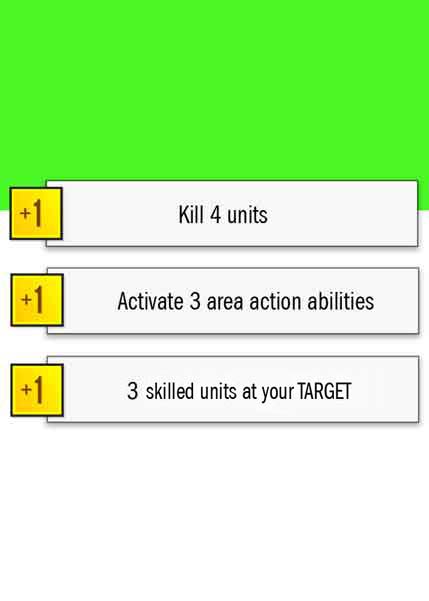 +1 Kill 4 units
+1 Activate 3 area action abilities
+1 3 skilled units at your TARGET